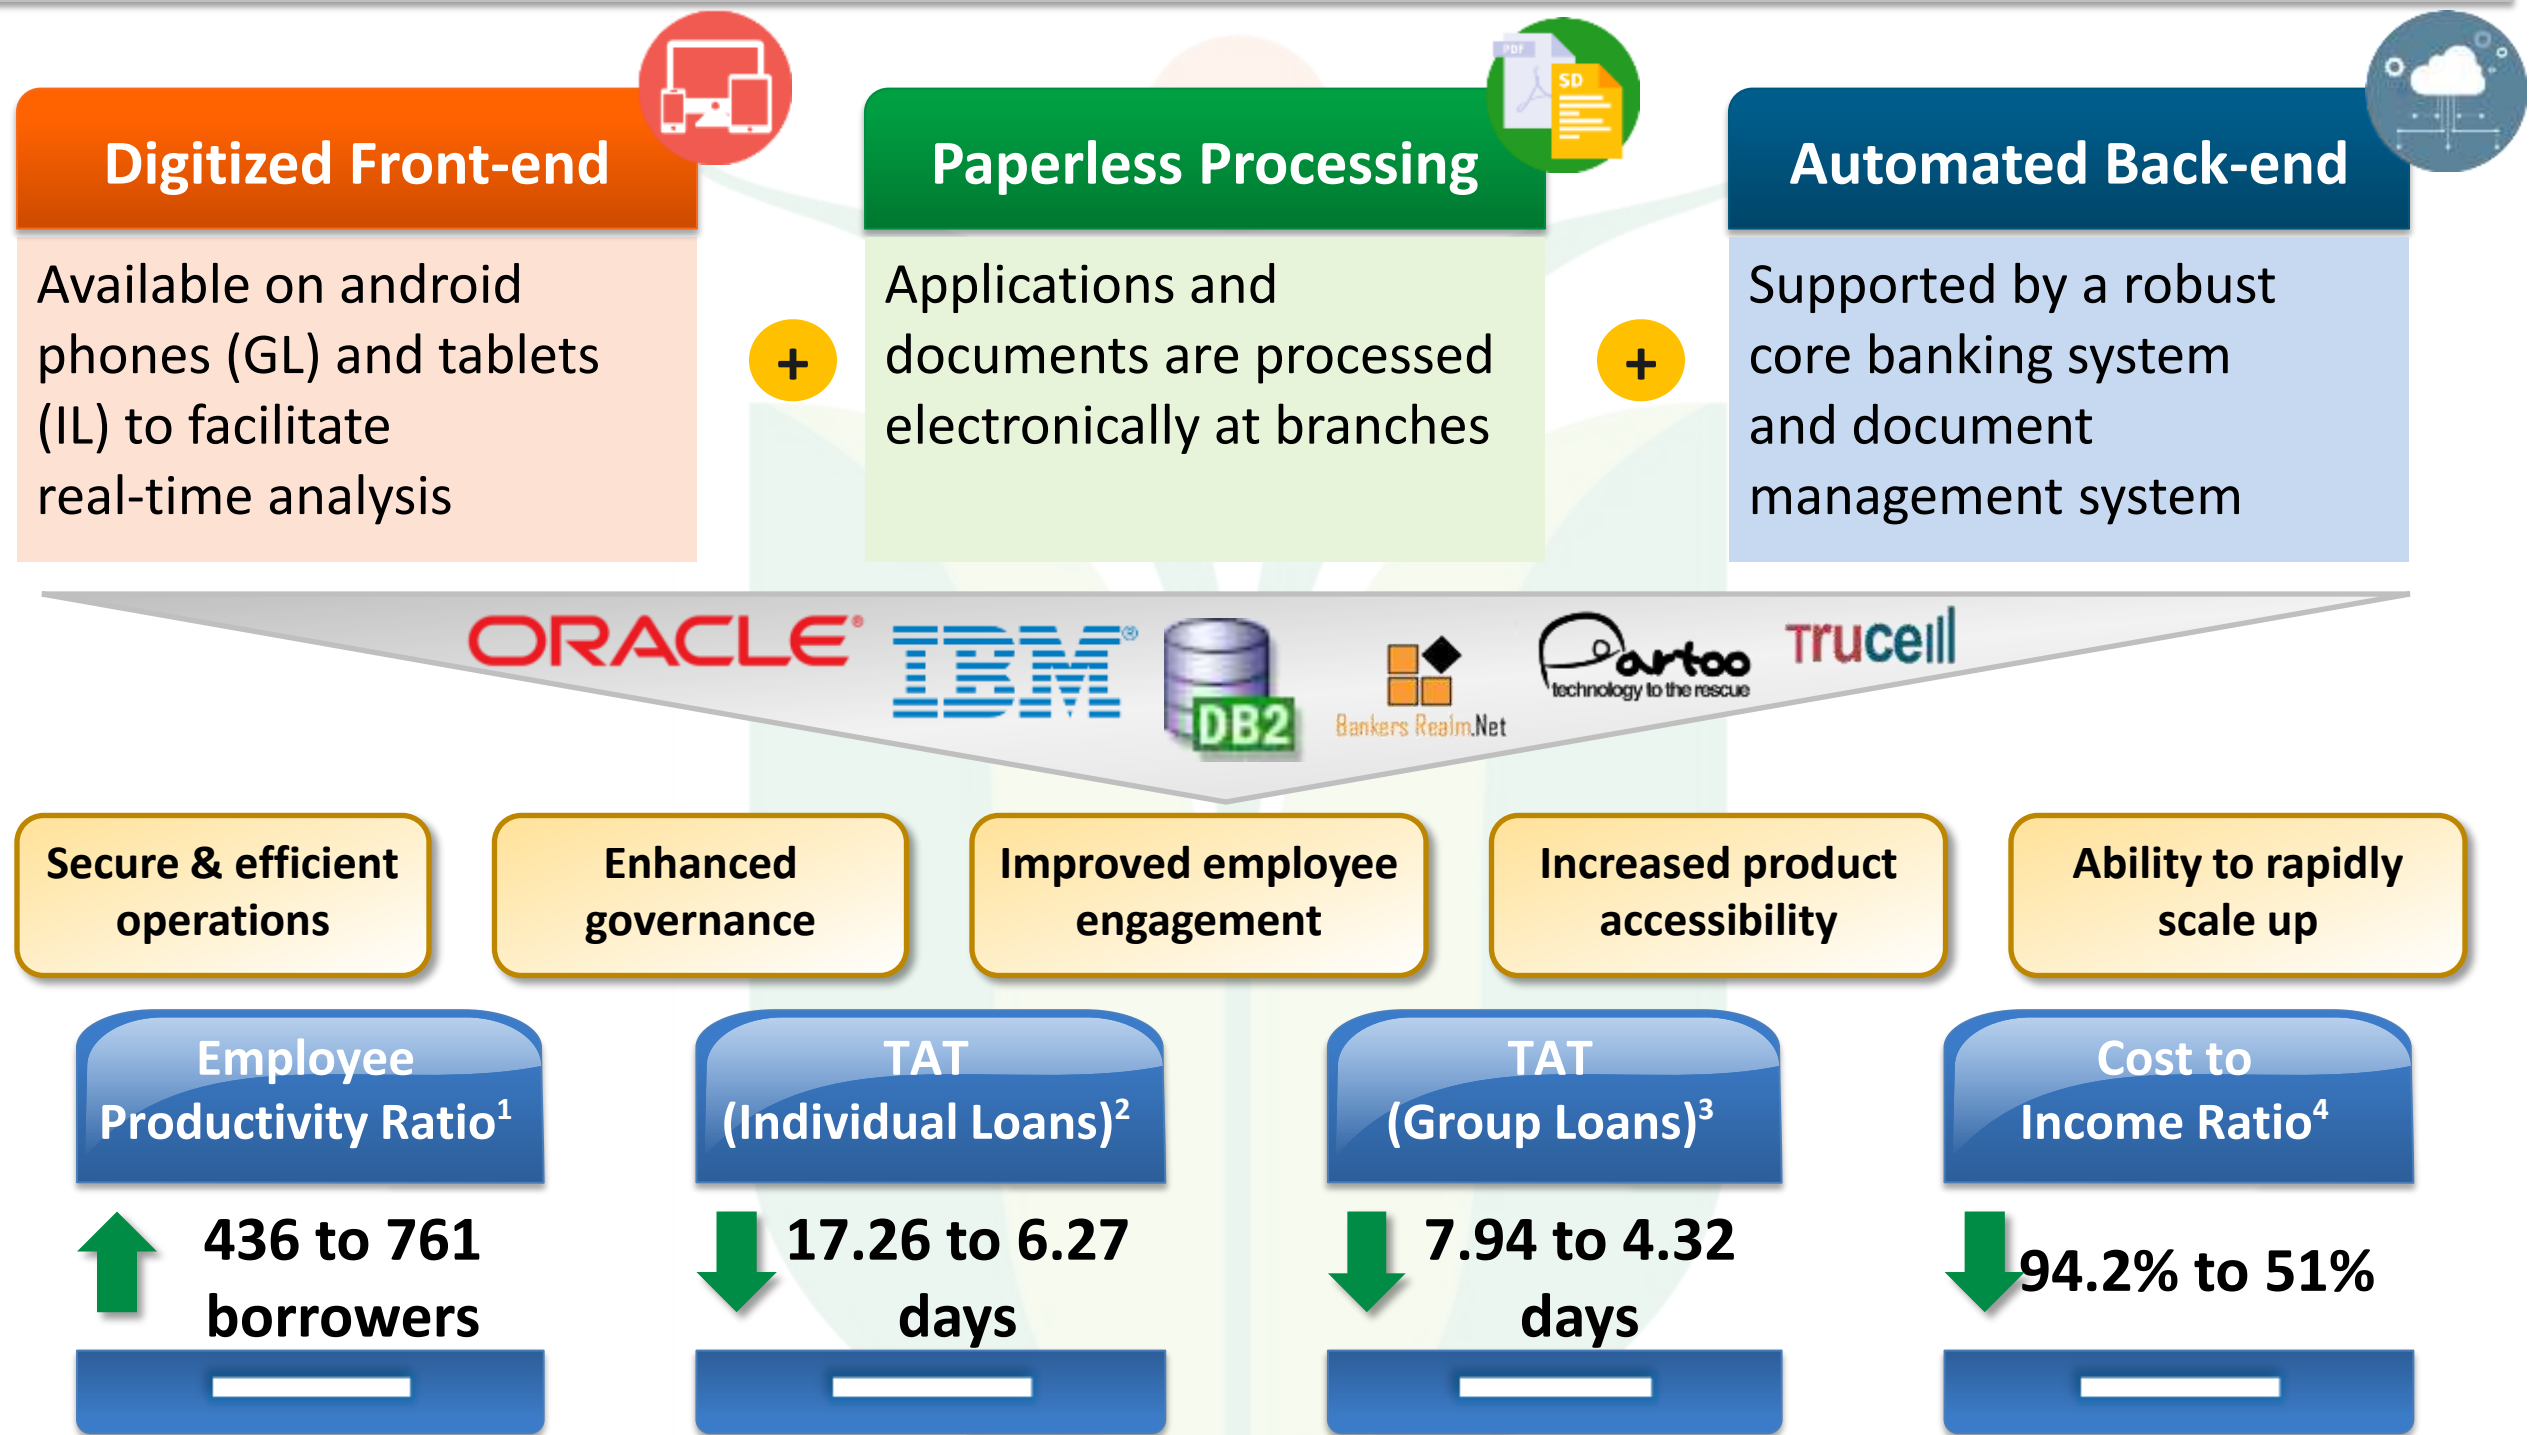 PDF
SD
Digitized Front-end
Paperless Processing
Automated Back-end
Available on android
phones (GL) and tablets
(IL) to facilitate
real-time analysis
+
Applications and
documents are processed
electronically at branches
+
Supported by a robust
core banking system
and document
management system
ORACLE®
IBM®
DB2
Bankers Realm.Net
Partoo
technology to the rescue
Trucell
Secure & efficient
operations
Enhanced
governance
Improved employee
engagement
Increased product
accessibility
Ability to rapidly
scale up
Employee
Productivity Ratio¹
TAT
(Individual Loans)²
TAT
(Group Loans)³
Cost to
Income Ratio⁴
436 to 761
borrowers
17.26 to 6.27
days
7.94 to 4.32
days
94.2% to 51%